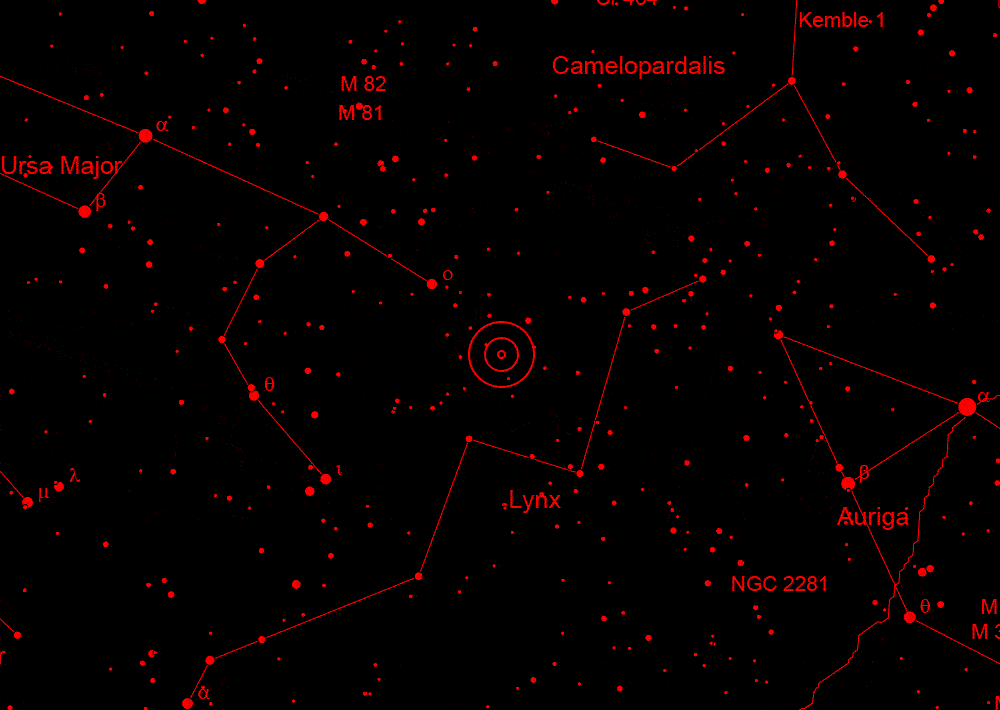 Kemble 1
Camelopardalis
M 82
M 81
α
Ursa Major
β
ο
θ
α
λ
μ
ι
β
Lynx
Auriga
NGC 2281
θ
M
α